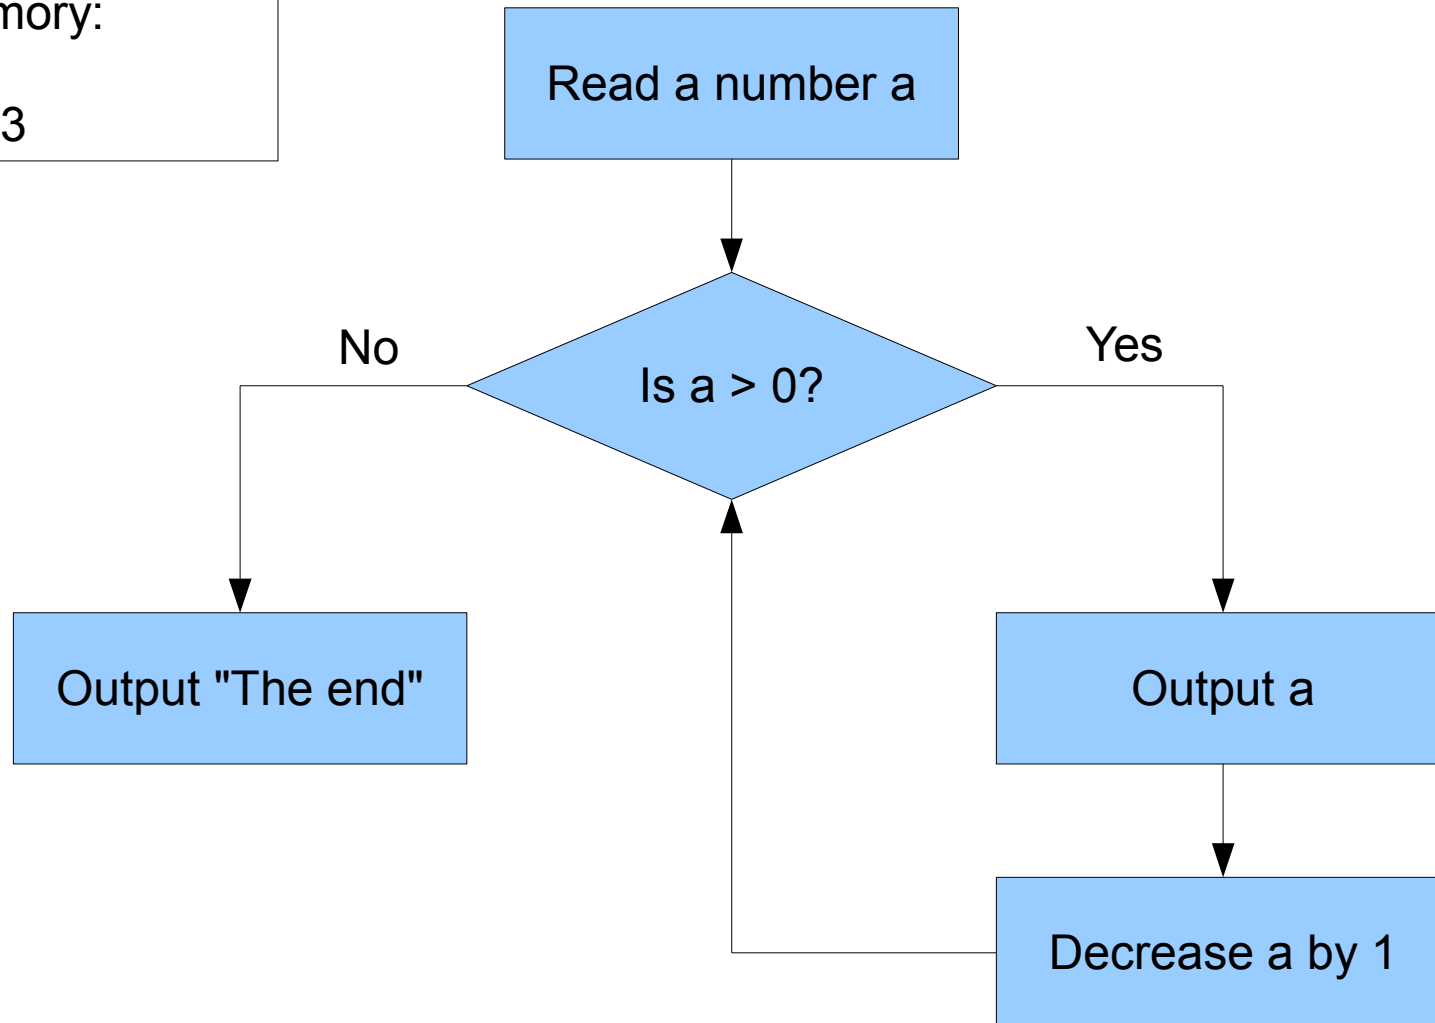 mory:
3
Read a number a
No
Yes
Is a > 0?
Output "The end"
Output a
Decrease a by 1